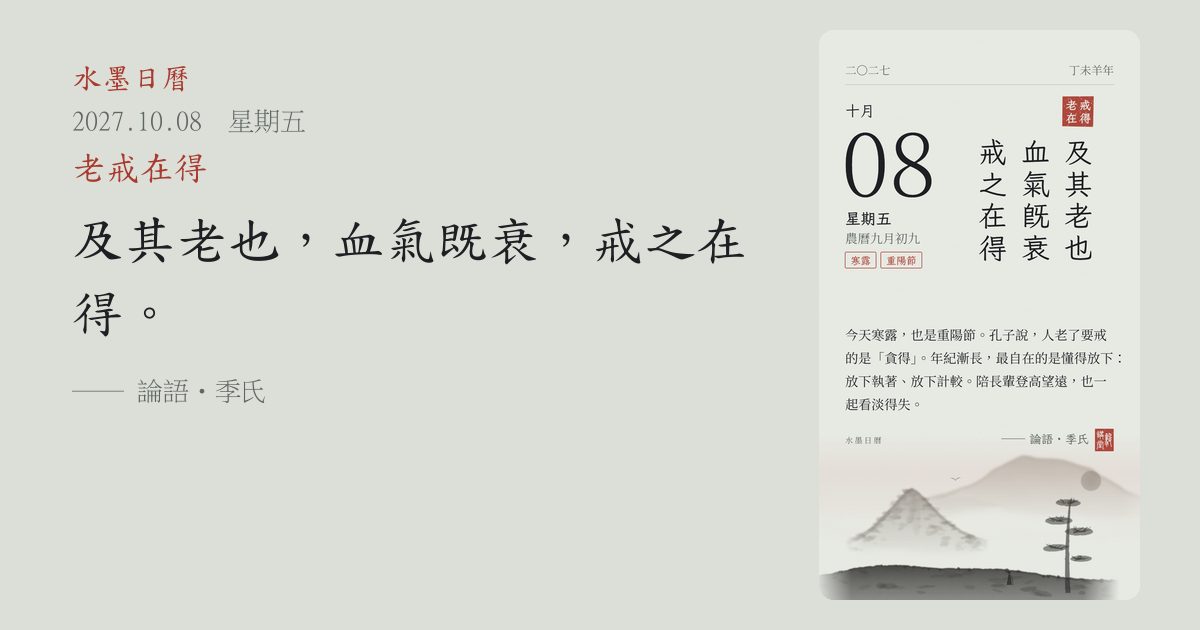 水墨日曆
2027.10.08 星期五
老戒在得
及其老也，血氣既衰，戒之在
得。
—— 論語・季氏
二〇二七
丁未羊年
十月
08
星期五
農曆九月初九
寒露 重陽節
戒得
老在
及其老也
血氣既衰
戒之在得
今天寒露，也是重陽節。孔子說，人老了要戒
的是「貪得」。年紀漸長，最自在的是懂得放下：
放下執著、放下計較。陪長輩登高望遠，也一
起看淡得失。
水墨日曆
—— 論語・季氏